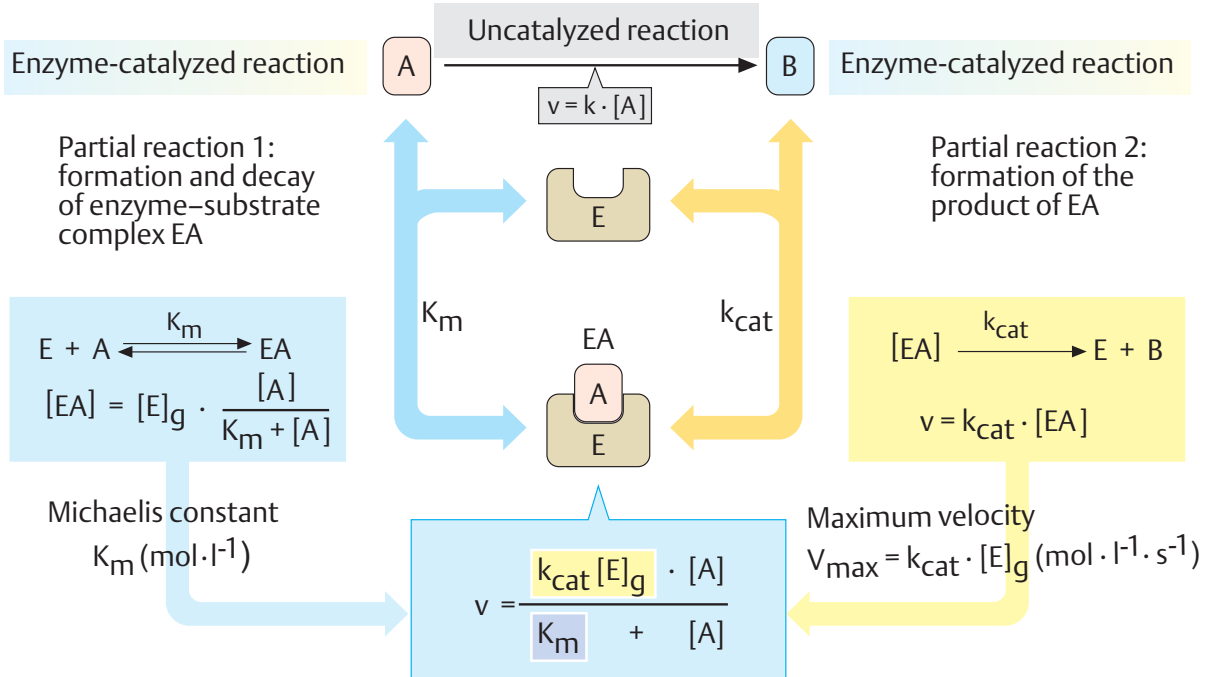 Uncatalyzed reaction
Enzyme-catalyzed reaction
A
B
Enzyme-catalyzed reaction
v = k · [A]
Partial reaction 1:
formation and decay
of enzyme–substrate
complex EA
Partial reaction 2:
formation of the
product of EA
E
Km
kcat
EA
A
E
Km
E + A ⇌ EA
[EA] = [E]g · [A] / Km + [A]
kcat
[EA] → E + B
v = kcat · [EA]
Michaelis constant
Km (mol·l-1)
Maximum velocity
Vmax = kcat · [E]g (mol · l-1 · s-1)
v = kcat [E]g · [A] / Km + [A]